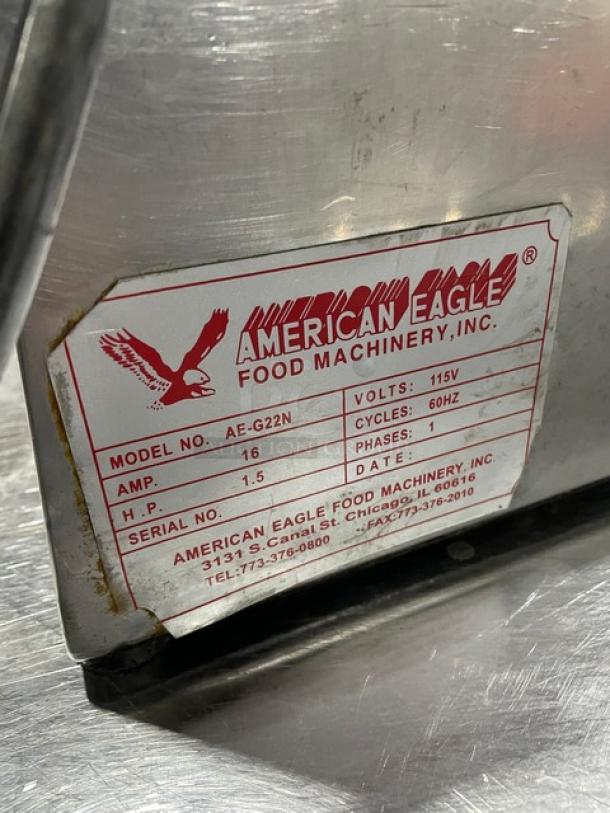 AMERICAN EAGLE ®
FOOD MACHINERY, INC.
MODEL NO. AE-G22N
AMP. 16
H.P. 1.5
SERIAL NO.
VOLTS: 115V
CYCLES: 60HZ
PHASES: 1
DATE:
AMERICAN EAGLE FOOD MACHINERY, INC.
3131 S. Canal St. Chicago, IL 60616
TEL:773-376-0800 FAX:773-376-2010